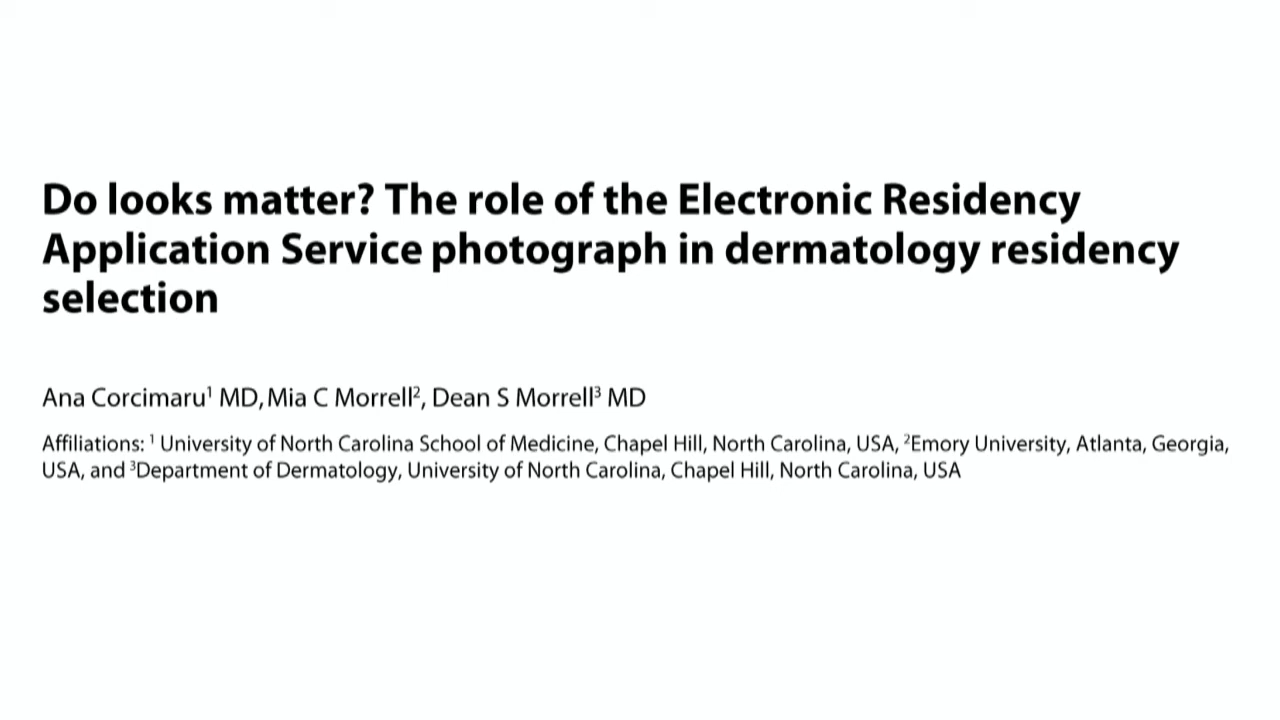 Do looks matter? The role of the Electronic Residency
Application Service photograph in dermatology residency
selection
Ana Corcimaru¹ MD, Mia C Morrell², Dean S Morrell³ MD
Affiliations: ¹ University of North Carolina School of Medicine, Chapel Hill, North Carolina, USA, ²Emory University, Atlanta, Georgia,
USA, and ³Department of Dermatology, University of North Carolina, Chapel Hill, North Carolina, USA